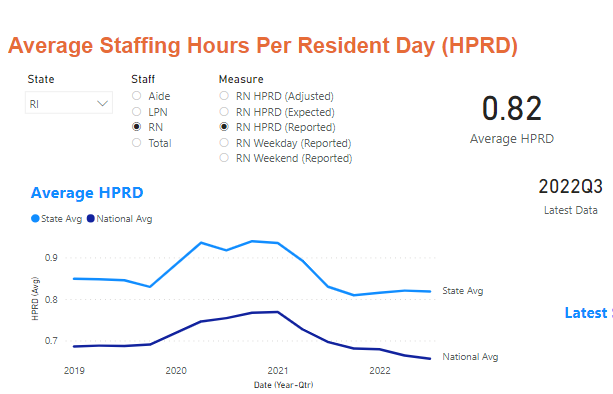 Average Staffing Hours Per Resident Day (HPRD)
State
RI
Staff
Aide
LPN
RN
Total
Measure
RN HPRD (Adjusted)
RN HPRD (Expected)
RN HPRD (Reported)
RN Weekday (Reported)
RN Weekend (Reported)
0.82
Average HPRD
2022Q3
Latest Data
Average HPRD
State Avg National Avg
HPRD (Avg)
0.9
0.8
0.7
State Avg
National Avg
2019 2020 2021 2022
Date (Year-Qtr)
Latest